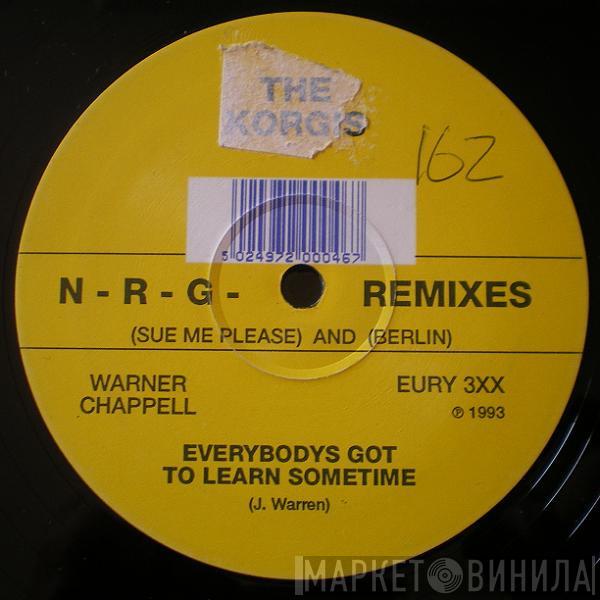 THE
KORGIS
162
5 024972 000467
N - R - G - REMIXES
(SUE ME PLEASE) AND (BERLIN)
WARNER
CHAPPELL
EURY 3XX
℗ 1993
EVERYBODYS GOT
TO LEARN SOMETIME
(J. Warren)
МАРКЕТ ВИНИЛА